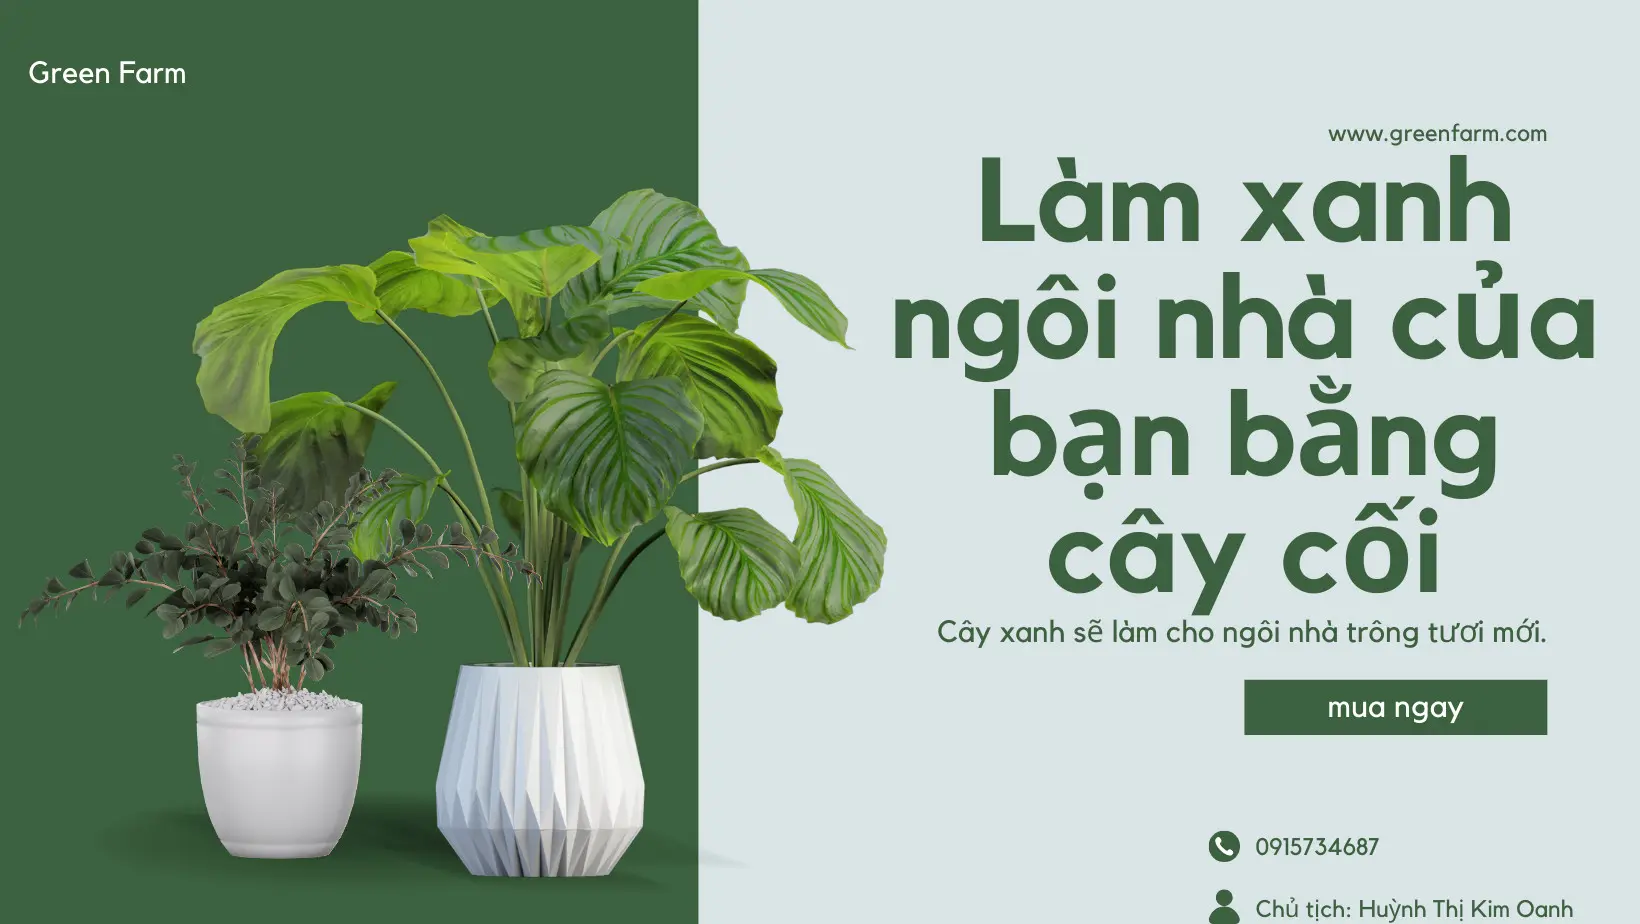 Green Farm
www.greenfarm.com
Làm xanh
ngôi nhà của
bạn bằng
cây cối
Cây xanh sẽ làm cho ngôi nhà trông tươi mới.
mua ngay
0915734687
Chủ tịch: Huỳnh Thị Kim Oanh